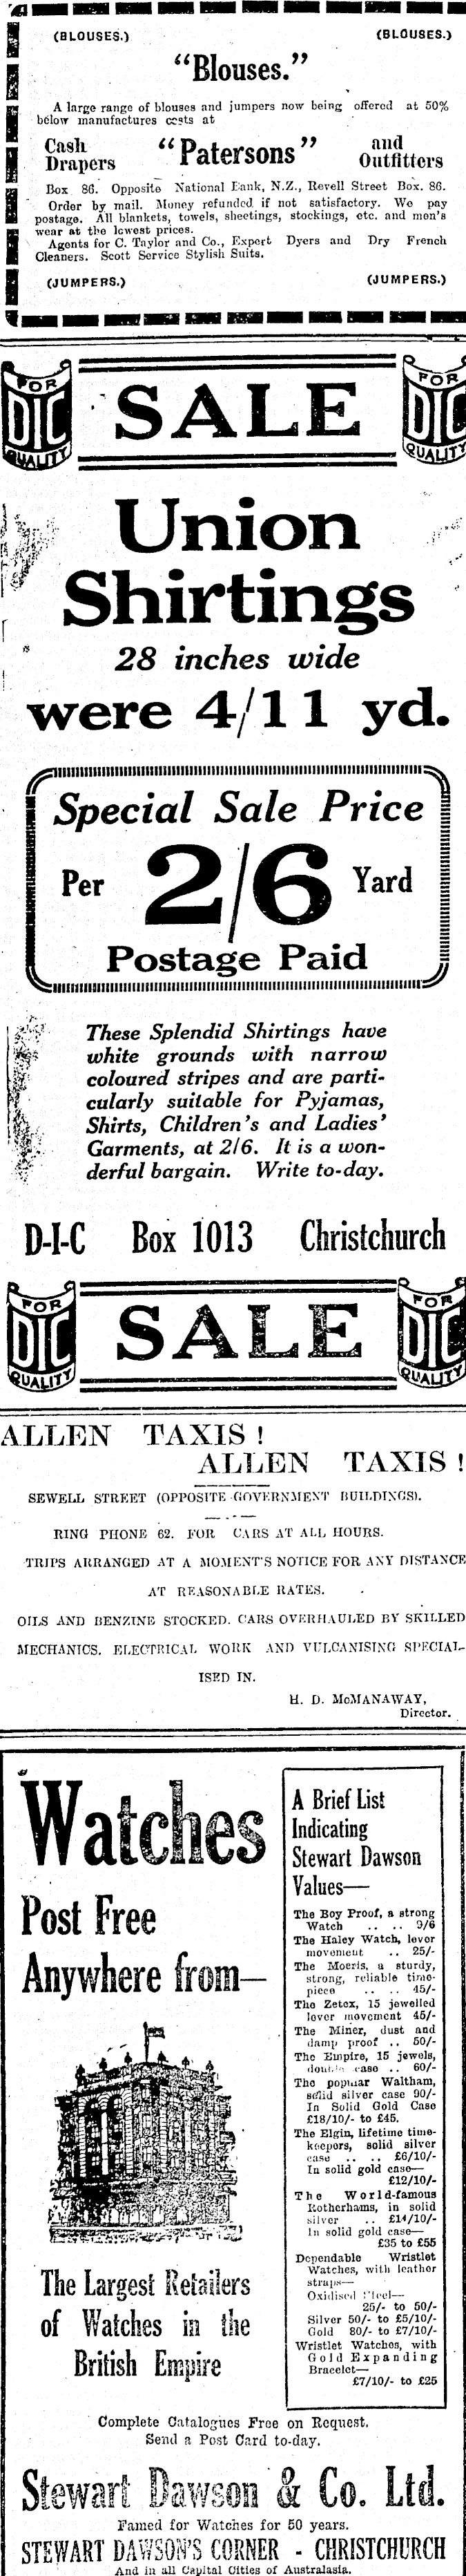 (BLOUSES.) (BLOUSES.)
"Blouses."
A large range of blouses and jumpers now being offered at 50%
below manufactures costs at
Cash Drapers "Patersons" and Outfitters
Box 86. Opposite National Bank, N.Z., Revell Street Box. 86.
Order by mail. Money refunded if not satisfactory. We pay
postage. All blankets, towels, sheetings, stockings, etc. and men's
wear at the lowest prices.
Agents for C. Taylor and Co., Expert Dyers and Dry French
Cleaners. Scott Service Stylish Suits.
(JUMPERS.) (JUMPERS.)
FOR DIC QUALITY
SALE
FOR DIC QUALITY
Union
Shirtings
28 inches wide
were 4/11 yd.
Special Sale Price
Per 2/6 Yard
Postage Paid
These Splendid Shirtings have
white grounds with narrow
coloured stripes and are parti-
cularly suitable for Pyjamas,
Shirts, Children's and Ladies'
Garments, at 2/6. It is a won-
derful bargain. Write to-day.
D-I-C Box 1013 Christchurch
FOR DIC QUALITY
SALE
FOR DIC QUALITY
ALLEN TAXIS!
ALLEN TAXIS!
SEWELL STREET (OPPOSITE GOVERNMENT BUILDINGS).
RING PHONE 62. FOR CARS AT ALL HOURS.
TRIPS ARRANGED AT A MOMENT'S NOTICE FOR ANY DISTANCE
AT REASONABLE RATES.
OILS AND BENZINE STOCKED. CARS OVERHAULED BY SKILLED
MECHANICS. ELECTRICAL WORK AND VULCANISING SPECIAL-
ISED IN.
H. D. McMANAWAY,
Director.
Watches
Post Free
Anywhere from—
The Largest Retailers
of Watches in the
British Empire
A Brief List
Indicating
Stewart Dawson
Values—
The Boy Proof, a strong
Watch .. .. 9/6
The Haley Watch, lever
movement .. 25/-
The Moeris, a sturdy,
strong, reliable time-
piece .. .. 45/-
The Zetex, 15 jewelled
lever movement 45/-
The Miner, dust and
damp proof .. 50/-
The Empire, 15 jewels,
double case .. 60/-
The popular Waltham,
solid silver case 90/-
In Solid Gold Case
£18/10/- to £45.
The Elgin, lifetime time-
keepers, solid silver
case .. .. £6/10/-
In solid gold case—
£12/10/-
The World-famous
Rotherhams, in solid
silver .. £14/10/-
In solid gold case—
£35 to £55
Dependable Wristlet
Watches, with leather
straps—
Oxidised Steel—
25/- to 50/-
Silver 50/- to £5/10/-
Gold 80/- to £7/10/-
Wristlet Watches, with
Gold Expanding
Bracelet—
£7/10/- to £25
Complete Catalogues Free on Request.
Send a Post Card to-day.
Stewart Dawson & Co. Ltd.
Famed for Watches for 50 years.
STEWART DAWSON'S CORNER - CHRISTCHURCH
And in all Capital Cities of Australasia.